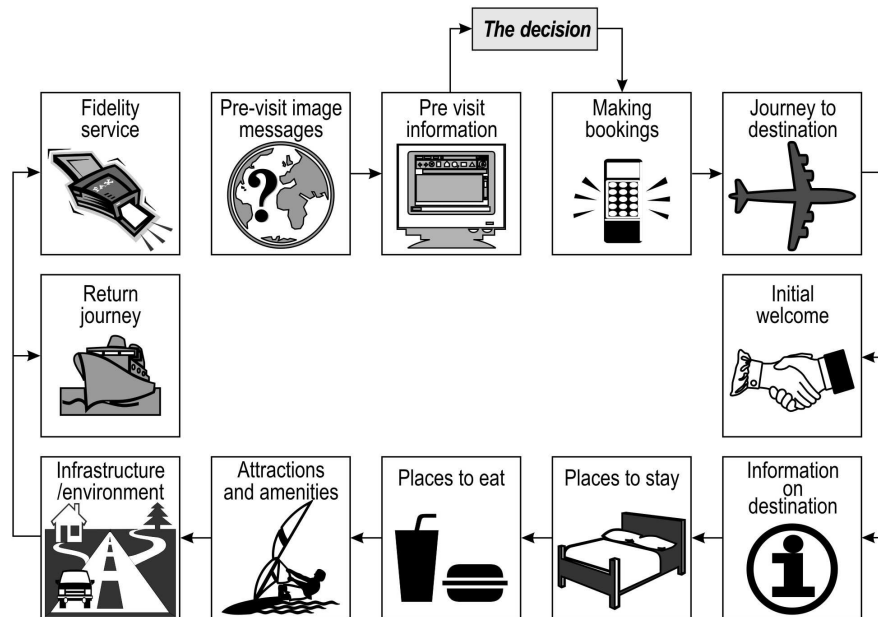 The decision
Fidelity
service
Pre-visit image
messages
Pre visit
information
Making
bookings
Journey to
destination
?
Return
journey
Initial
welcome
Infrastructure
/environment
Attractions
and amenities
Places to eat
Places to stay
Information
on
destination
i